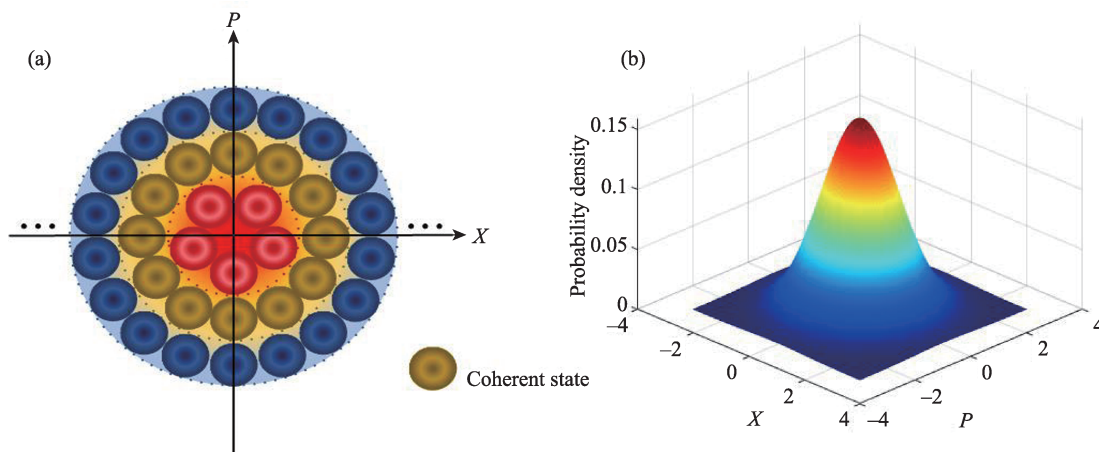 (a)
P
X
• • •
• • •
Coherent state
(b)
Probability density
0.15
0.1
0.05
0
–4
–2
0
2
4
X
–4
–2
0
2
4
P